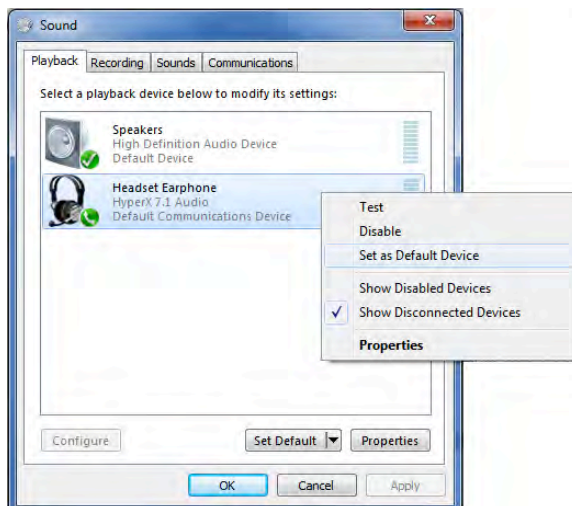 Sound
Playback Recording Sounds Communications
Select a playback device below to modify its settings:
Speakers
High Definition Audio Device
Default Device
Headset Earphone
HyperX 7.1 Audio
Default Communications Device
Test
Disable
Set as Default Device
Show Disabled Devices
Show Disconnected Devices
Properties
Configure Set Default Properties
OK Cancel Apply